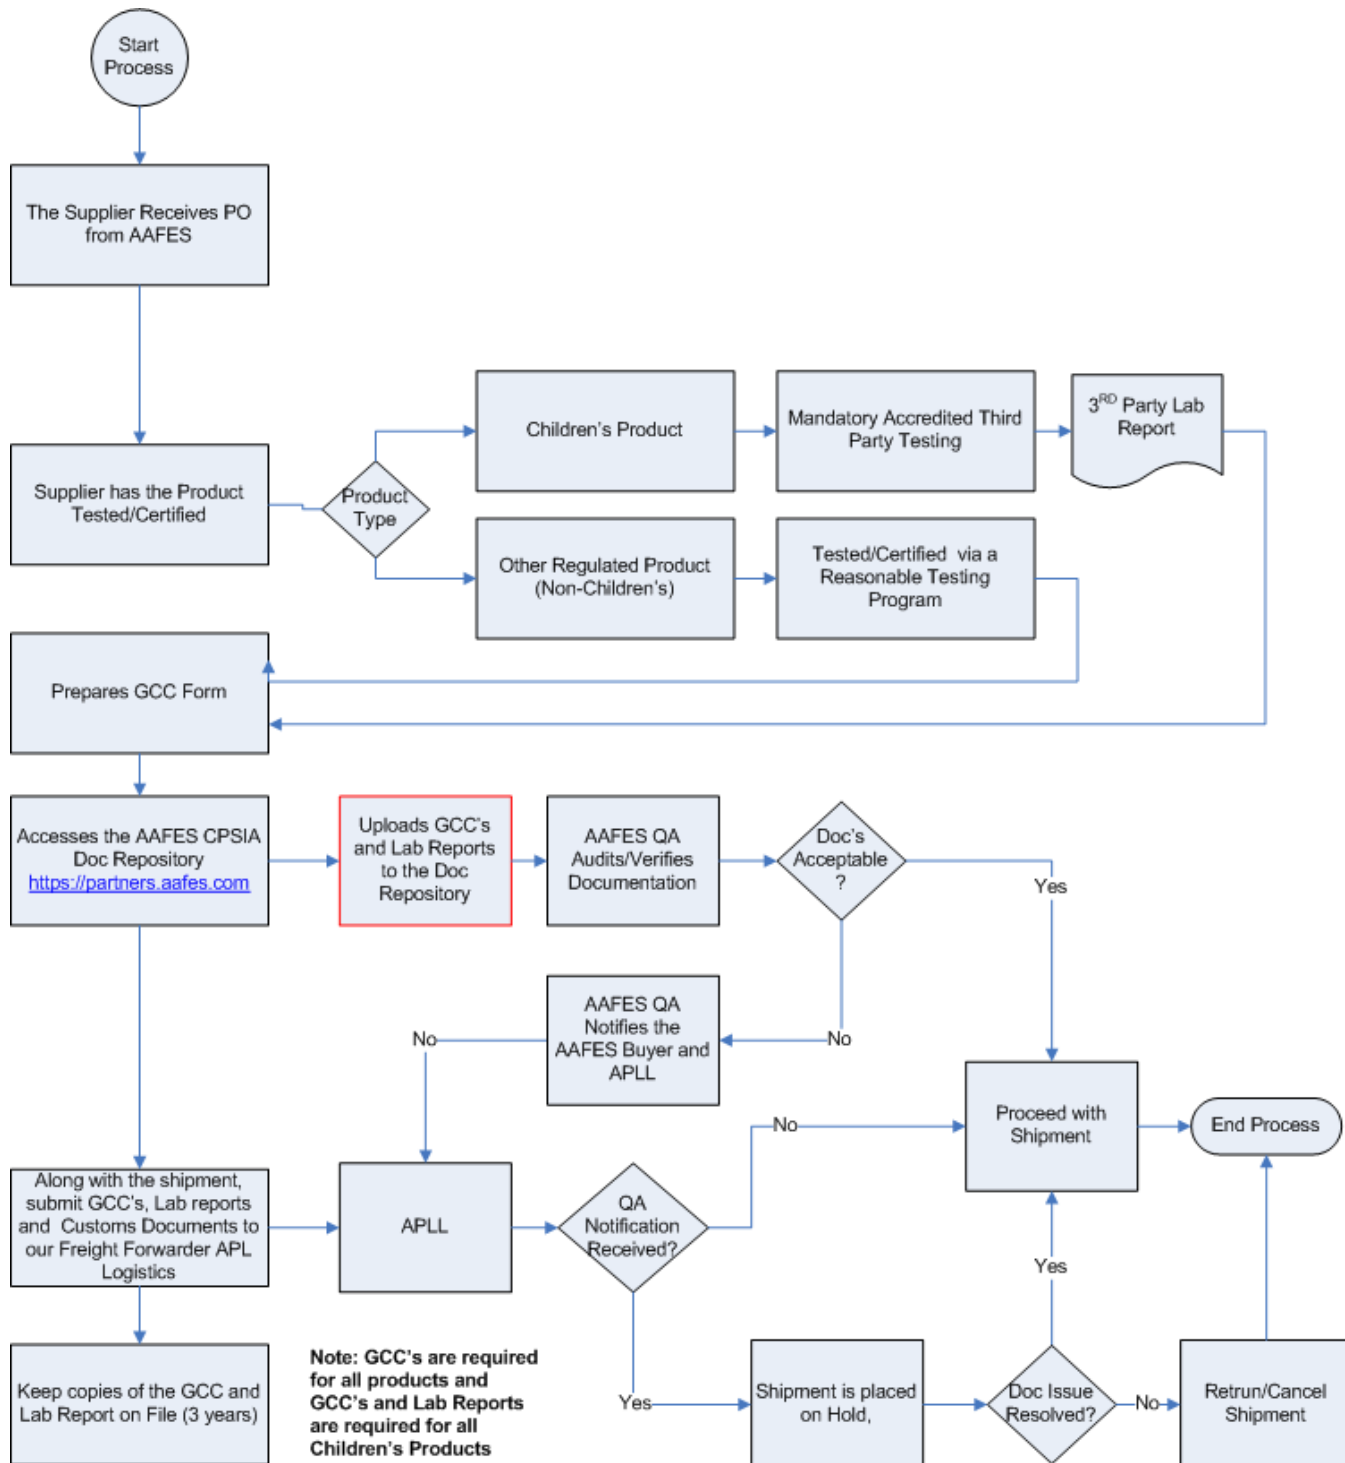 Start
Process
The Supplier Receives PO
from AAFES
Children's Product
Mandatory Accredited Third
Party Testing
3RD Party Lab
Report
Supplier has the Product
Tested/Certified
Product
Type
Other Regulated Product
(Non-Children's)
Tested/Certified via a
Reasonable Testing
Program
Prepares GCC Form
Accesses the AAFES CPSIA
Doc Repository
https://partners.aafes.com
Uploads GCC's
and Lab Reports
to the Doc
Repository
AAFES QA
Audits/Verifies
Documentation
Doc's
Acceptable
?
Yes
No
AAFES QA
Notifies the
AAFES Buyer and
APLL
No
Proceed with
Shipment
End Process
Along with the shipment,
submit GCC's, Lab reports
and Customs Documents to
our Freight Forwarder APL
Logistics
APLL
QA
Notification
Received?
No
Yes
Yes
Keep copies of the GCC and
Lab Report on File (3 years)
Note: GCC's are required
for all products and
GCC's and Lab Reports
are required for all
Children's Products
Shipment is placed
on Hold,
Doc Issue
Resolved?
No
Retrun/Cancel
Shipment